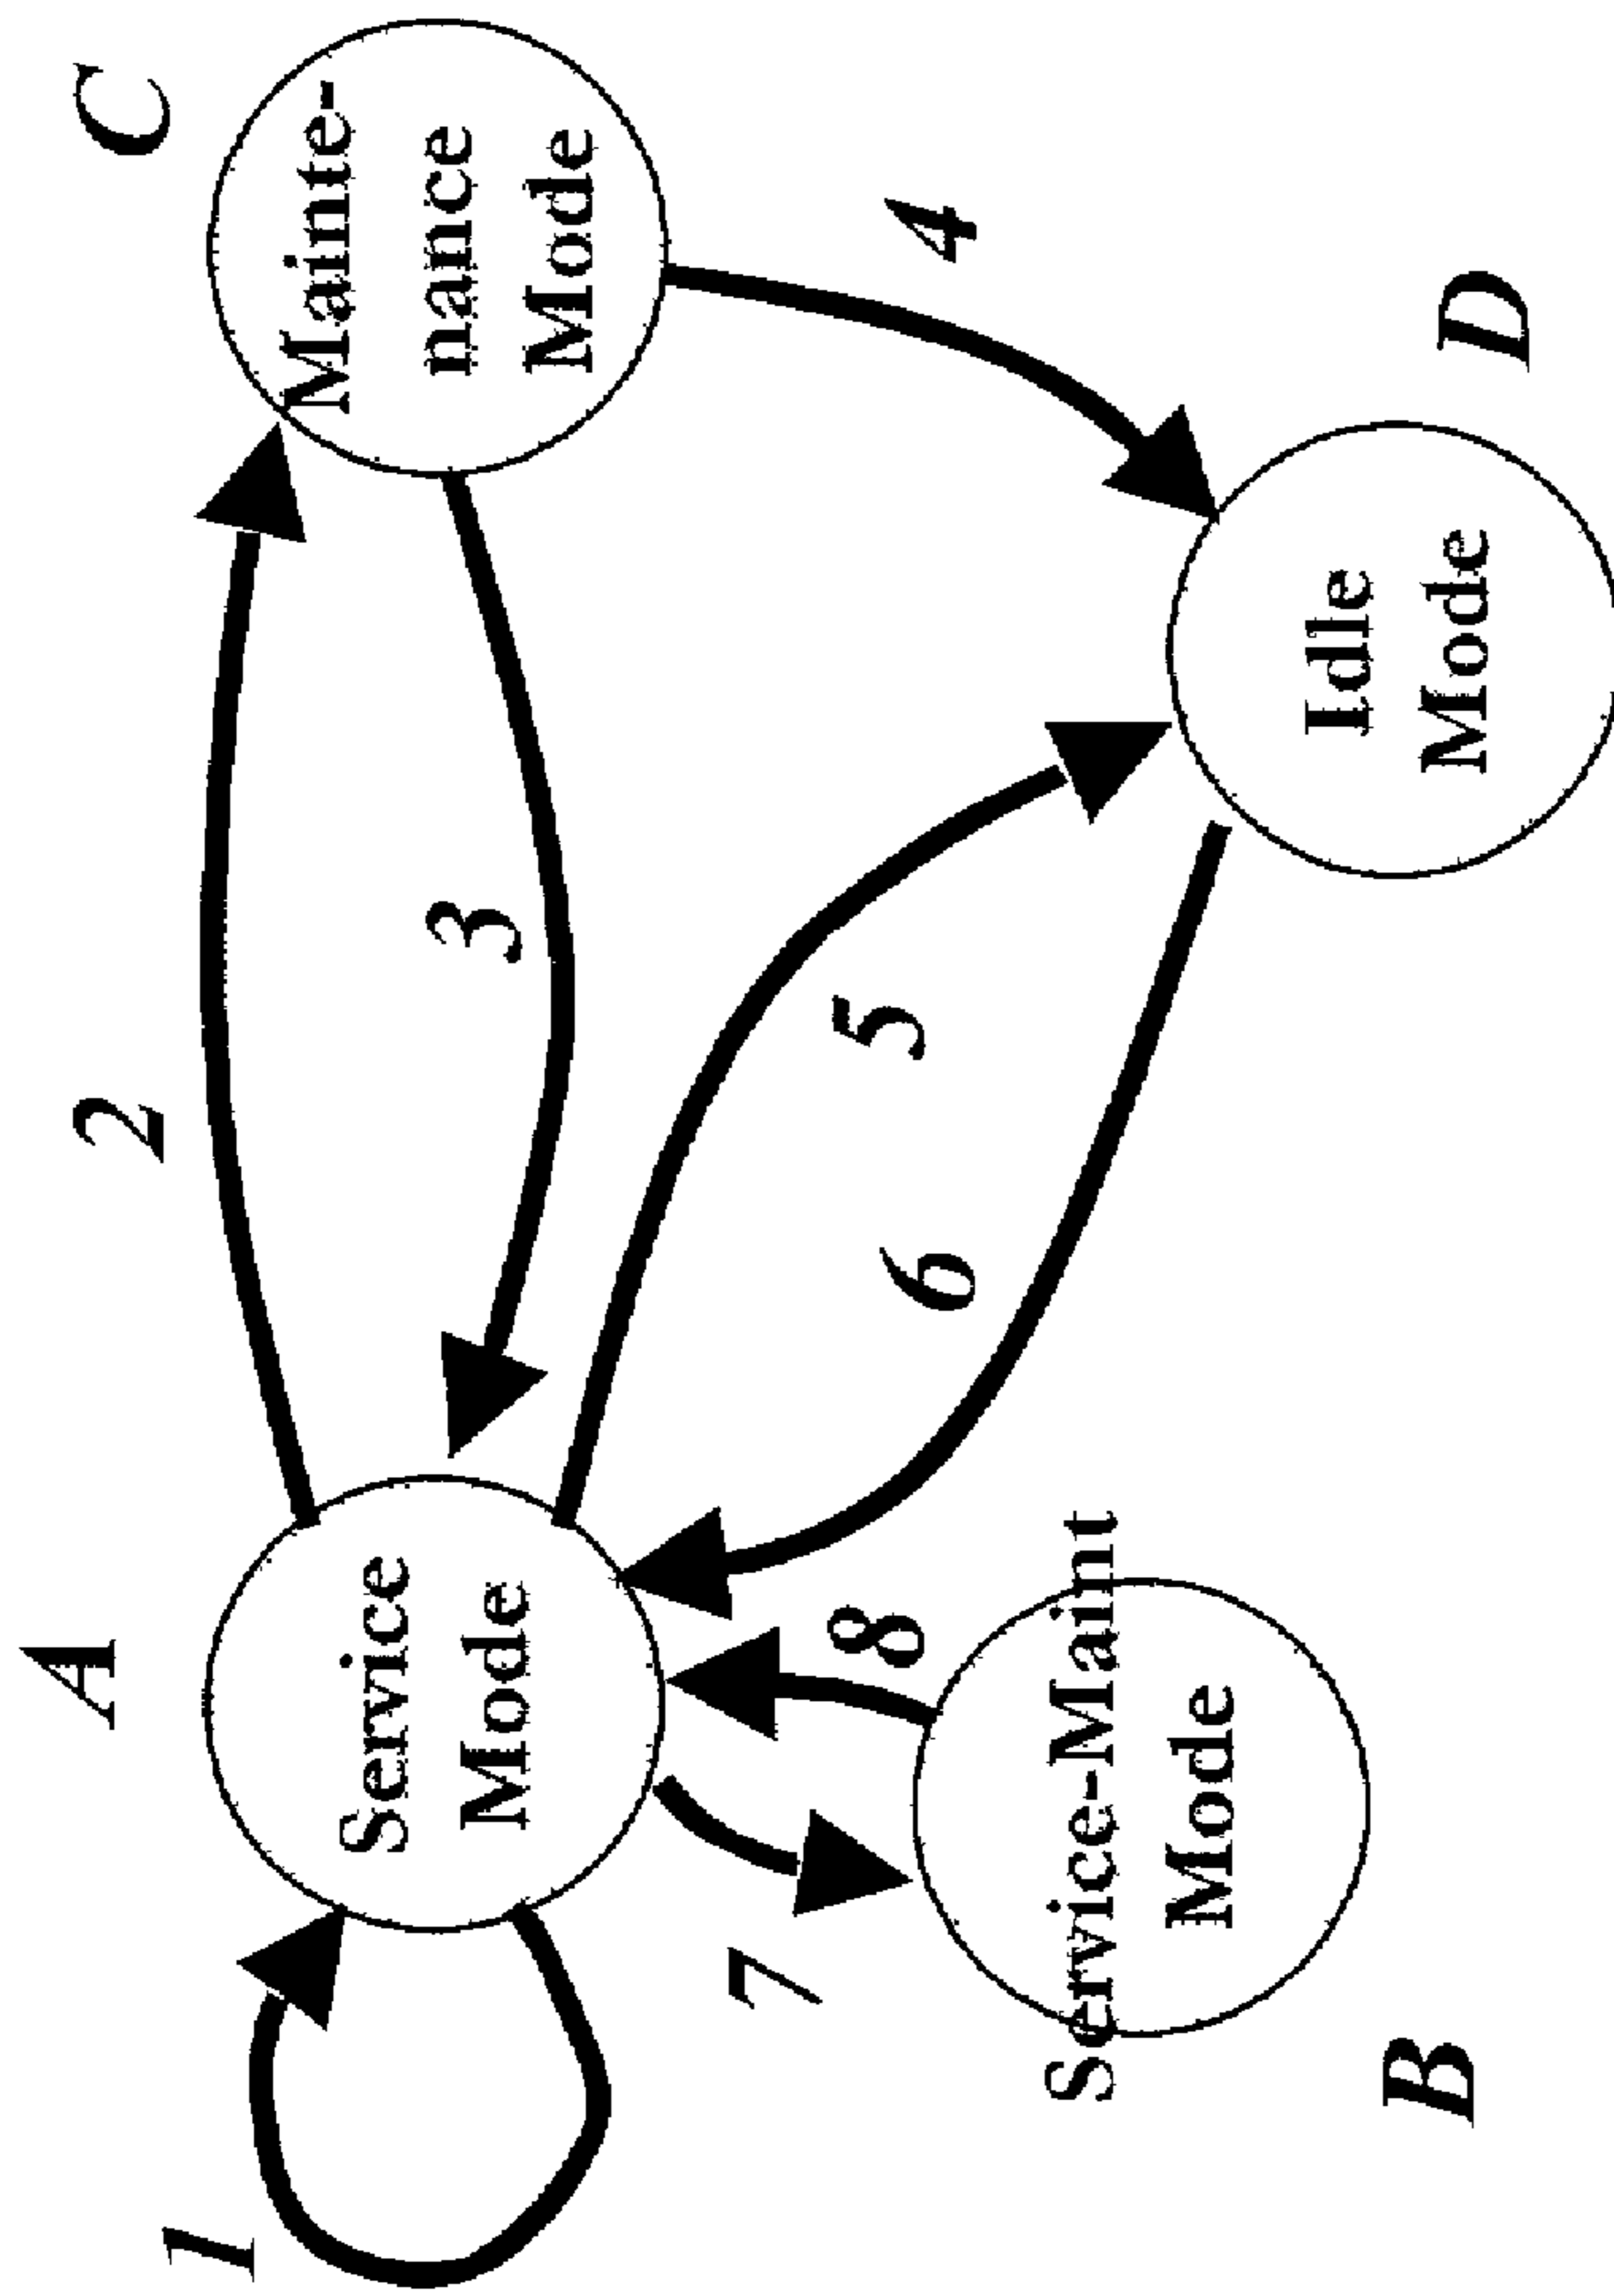 1
A
Service
Mode
2
3
C
Mainte-
nance
Mode
7
8
5
6
4
Service-Maint
Mode
B
Idle
Mode
D